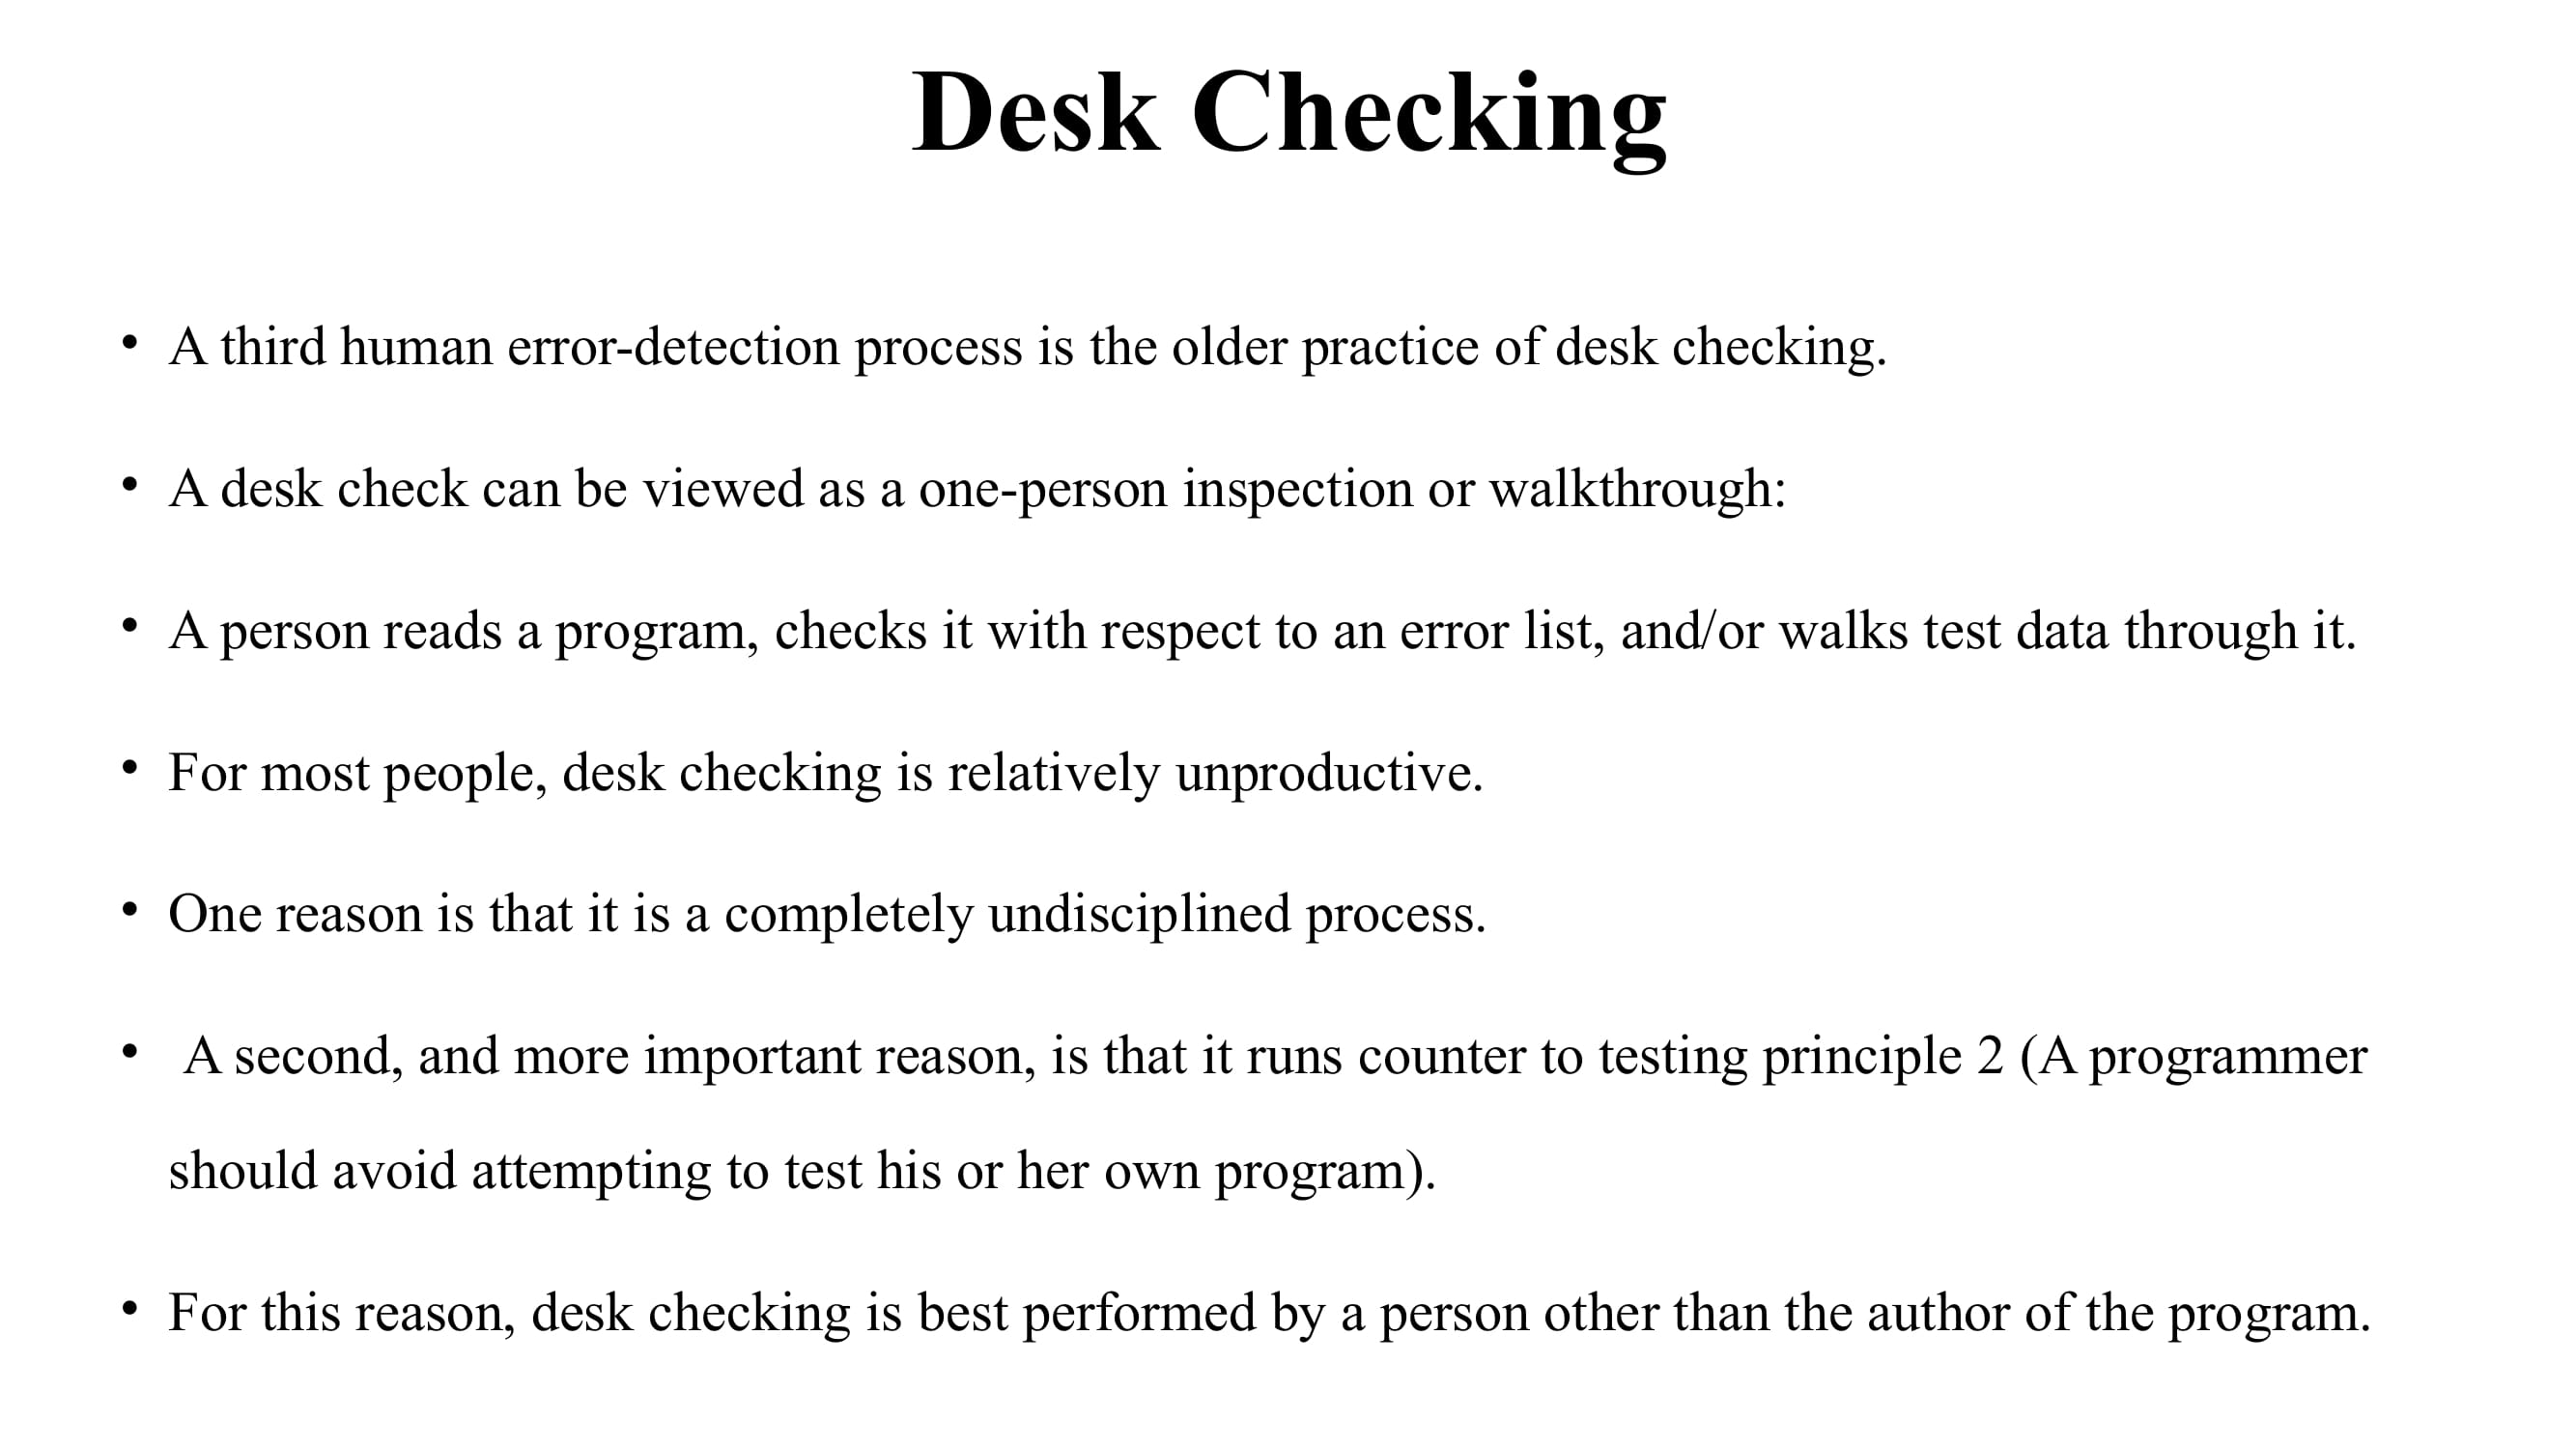 Desk Checking
• A third human error-detection process is the older practice of desk checking.
• A desk check can be viewed as a one-person inspection or walkthrough:
• A person reads a program, checks it with respect to an error list, and/or walks test data through it.
• For most people, desk checking is relatively unproductive.
• One reason is that it is a completely undisciplined process.
• A second, and more important reason, is that it runs counter to testing principle 2 (A programmer
should avoid attempting to test his or her own program).
• For this reason, desk checking is best performed by a person other than the author of the program.